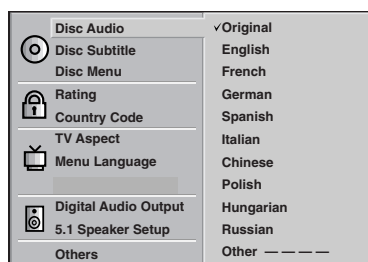 Disc Audio
Disc Subtitle
Disc Menu
Rating
Country Code
TV Aspect
Menu Language
Digital Audio Output
5.1 Speaker Setup
Others
✓Original
English
French
German
Spanish
Italian
Chinese
Polish
Hungarian
Russian
Other — — — —